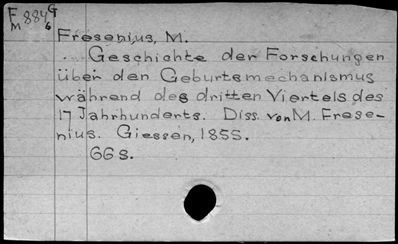 F 884 G
M 6
Fresenius, M.
Geschichte der Forschungen
über den Geburtsmechanismus
während des dritten Viertels des
17 Jahrhunderts. Diss. von M. Frese-
nius. Giessen, 1855.
66 s.